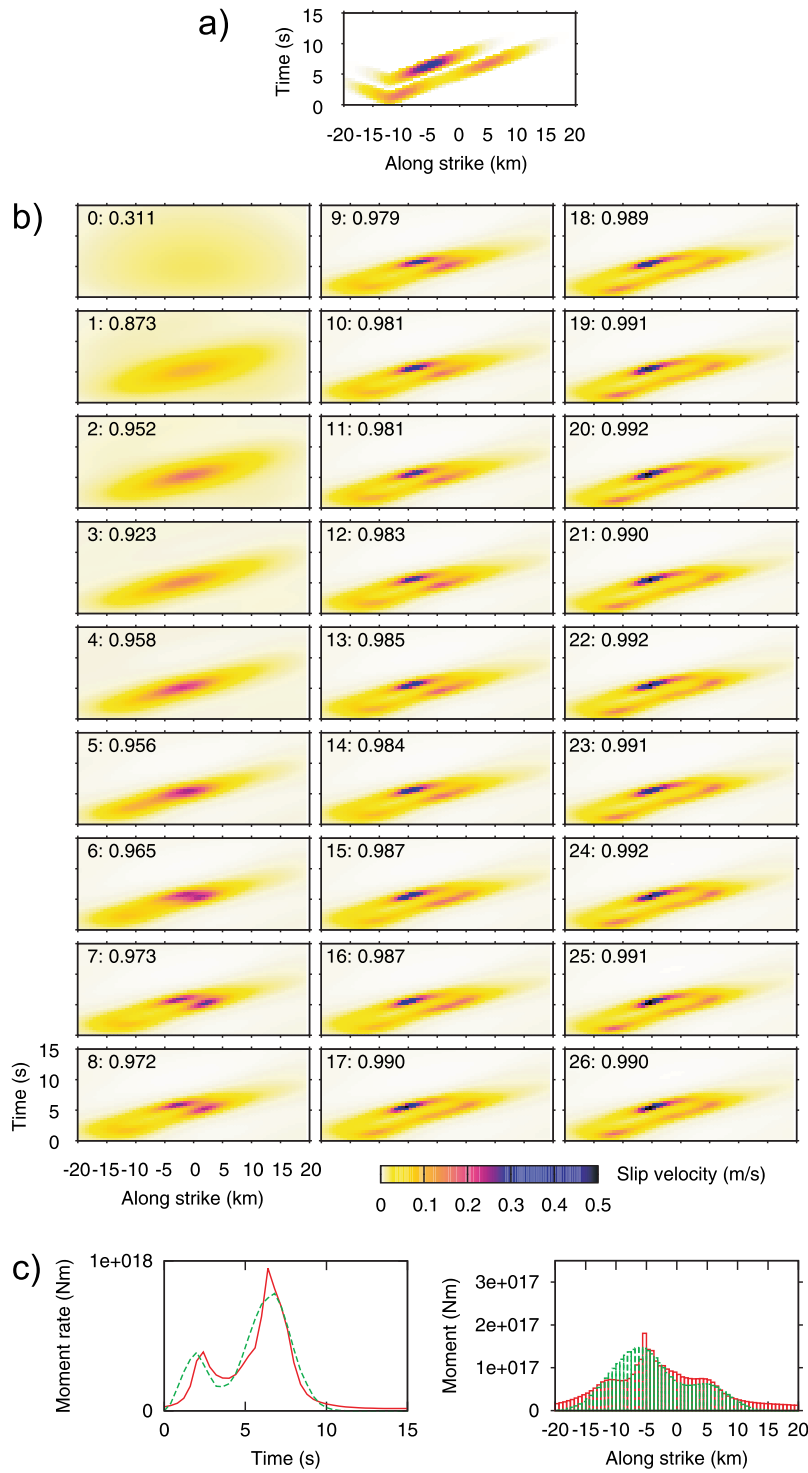 a)
15
10
5
0
Time (s)
-20 -15 -10 -5 0 5 10 15 20
Along strike (km)
b)
0: 0.311
9: 0.979
18: 0.989
1: 0.873
10: 0.981
19: 0.991
2: 0.952
11: 0.981
20: 0.992
3: 0.923
12: 0.983
21: 0.990
4: 0.958
13: 0.985
22: 0.992
5: 0.956
14: 0.984
23: 0.991
6: 0.965
15: 0.987
24: 0.992
7: 0.973
16: 0.987
25: 0.991
8: 0.972
17: 0.990
26: 0.990
15
10
5
0
Time (s)
-20 -15 -10 -5 0 5 10 15 20
Along strike (km)
Slip velocity (m/s)
0 0.1 0.2 0.3 0.4 0.5
c)
1e+018
0
Moment rate (Nm)
0 5 10 15
Time (s)
3e+017
2e+017
1e+017
0
Moment (Nm)
-20 -15 -10 -5 0 5 10 15 20
Along strike (km)